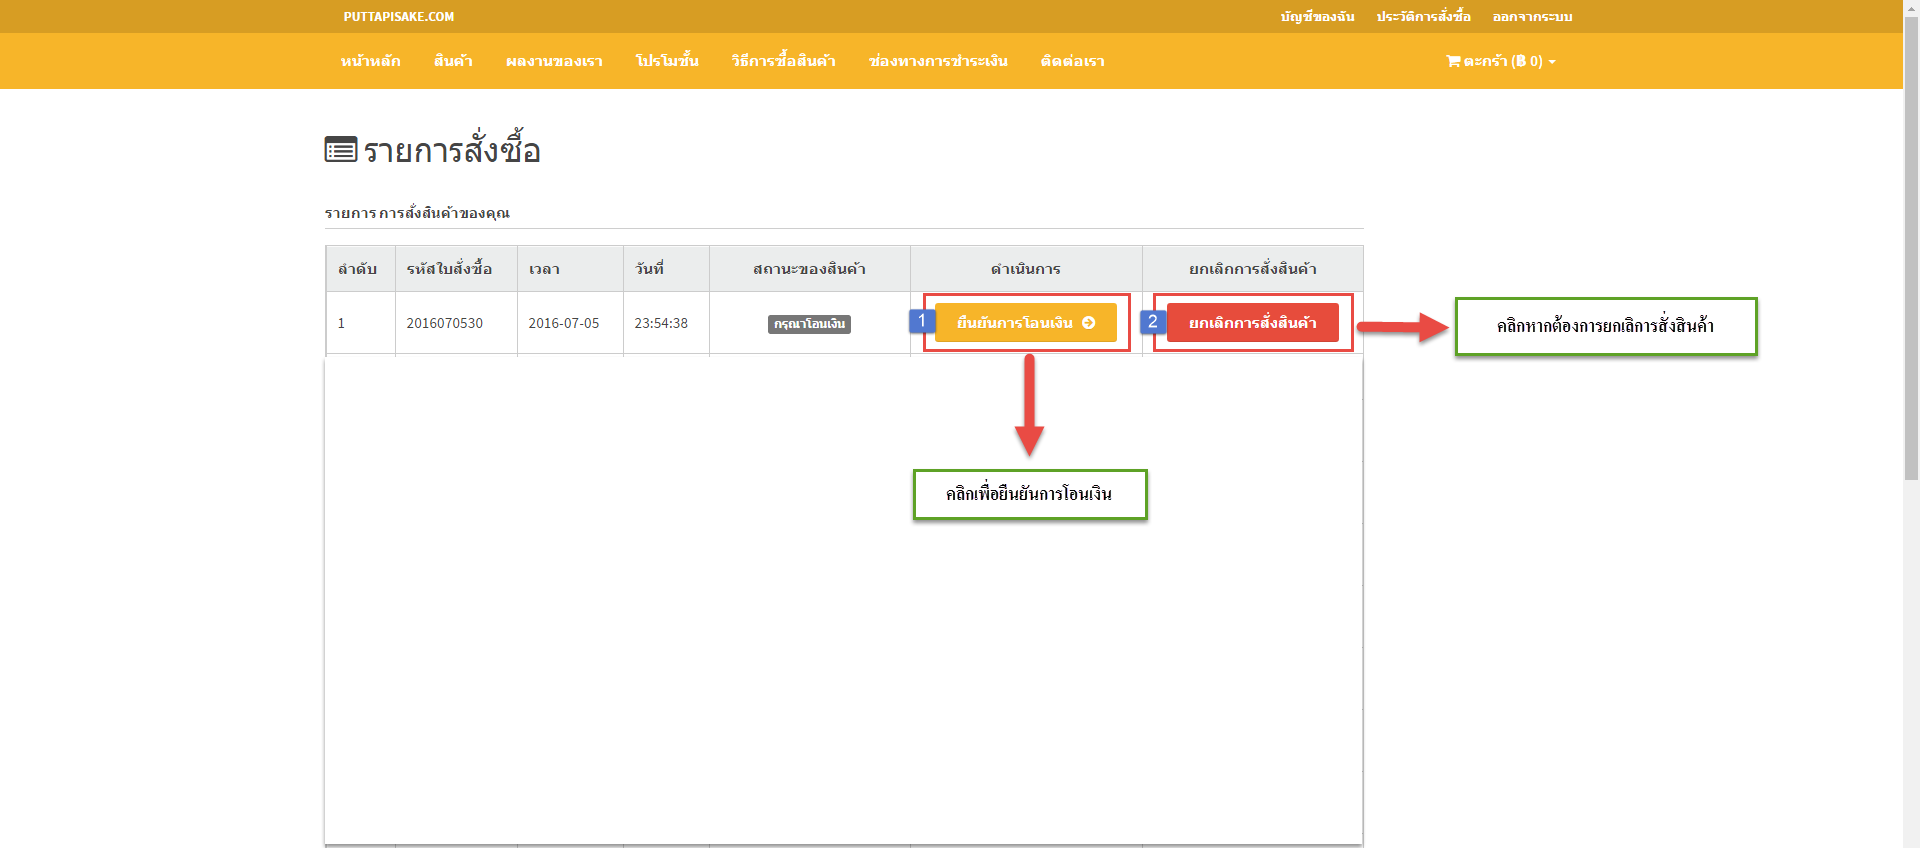 PUTTAPISAKE.COM
บัญชีของฉัน ประวัติการสั่งซื้อ ออกจากระบบ
หน้าหลัก สินค้า ผลงานของเรา โปรโมชั้น วิธีการซื้อสินค้า ช่องทางการชำระเงิน ติดต่อเรา ตะกร้า (฿ 0)
รายการสั่งซื้อ
รายการ การสั่งสินค้าของคุณ
ลำดับ รหัสใบสั่งซื้อ เวลา วันที่ สถานะของสินค้า ดำเนินการ ยกเลิกการสั่งสินค้า
1 2016070530 2016-07-05 23:54:38 กรุณาโอนเงิน 1 ยืนยันการโอนเงิน 2 ยกเลิกการสั่งสินค้า
คลิกหากต้องการยกเลิการสั่งสินค้า
คลิกเพื่อยืนยันการโอนเงิน